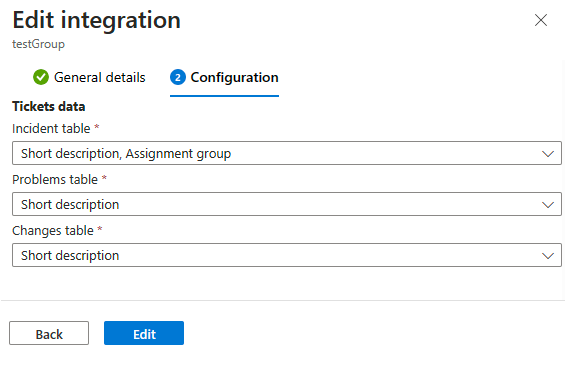 Edit integration
testGroup
General details
2 Configuration
Tickets data
Incident table *
Short description, Assignment group
Problems table *
Short description
Changes table *
Short description
Back Edit